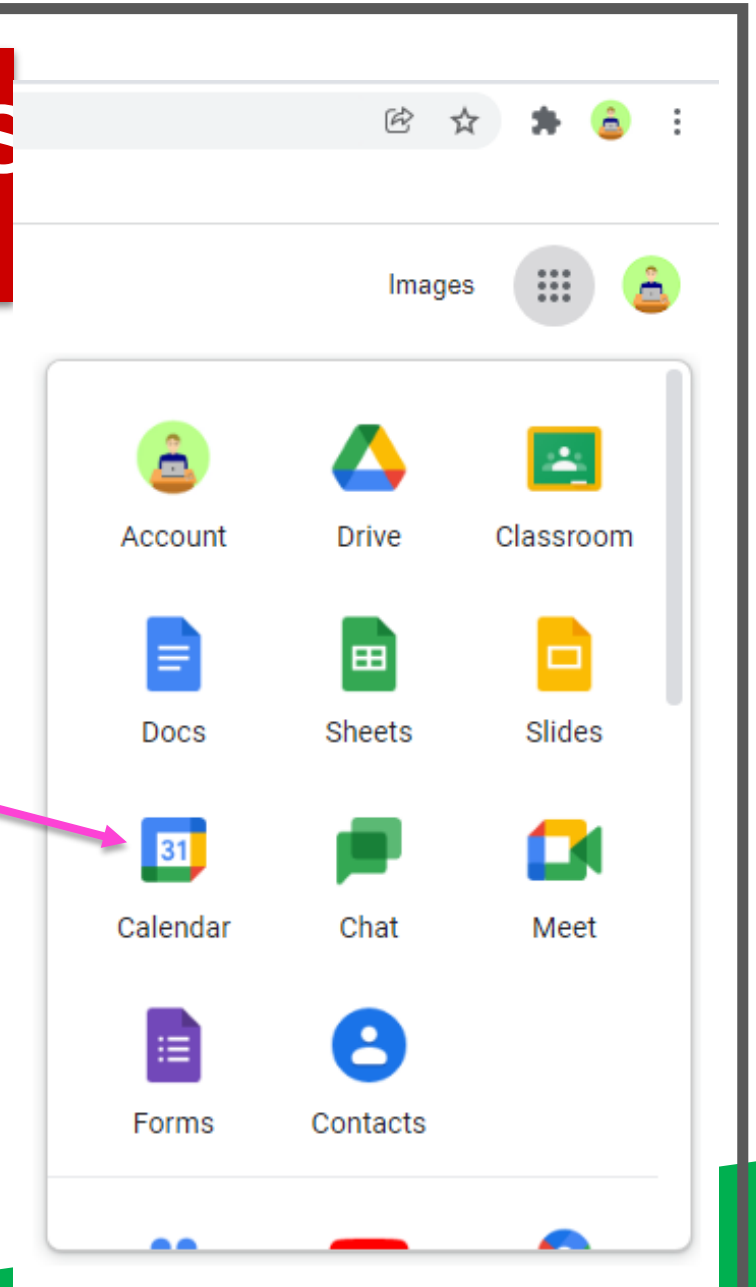 S
Images
Account Drive Classroom
Docs Sheets Slides
31
Calendar Chat Meet
Forms Contacts